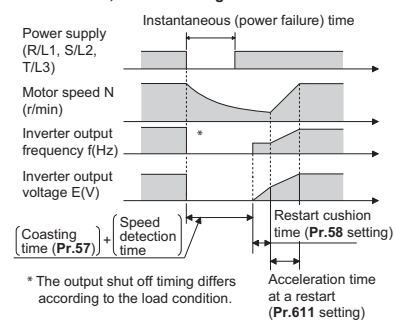 Instantaneous (power failure) time
Power supply
(R/L1, S/L2,
T/L3)
Motor speed N
(r/min)
Inverter output
frequency f(Hz)
*
Inverter output
voltage E(V)
Coasting
time (Pr.57)
+
Speed
detection
time
Restart cushion
time (Pr.58 setting)
* The output shut off timing differs
according to the load condition.
Acceleration time
at a restart
(Pr.611 setting)